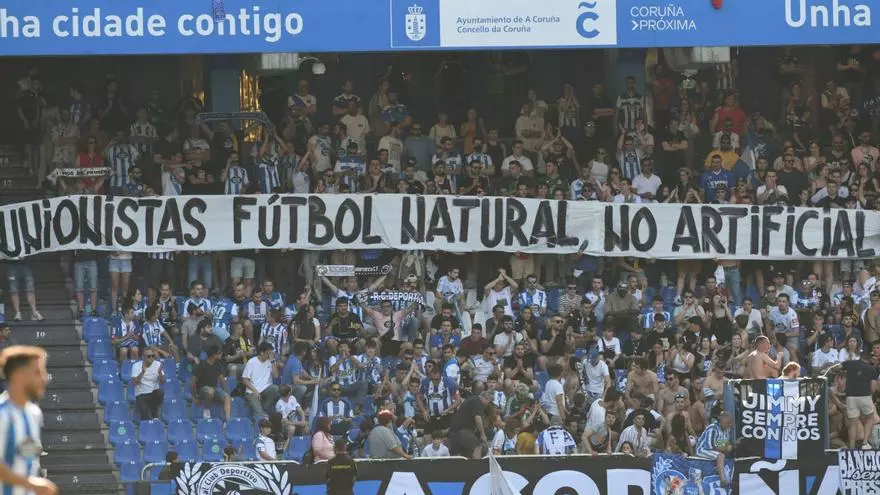 ha cidade contigo
Ayuntamiento de A Coruña
Concello da Coruña
CORUÑA
PRÓXIMA
Unha
UNIONISTAS FÚTBOL NATURAL, NO ARTIFICIAL
JIMMY
SEMPRE
CON NÓS